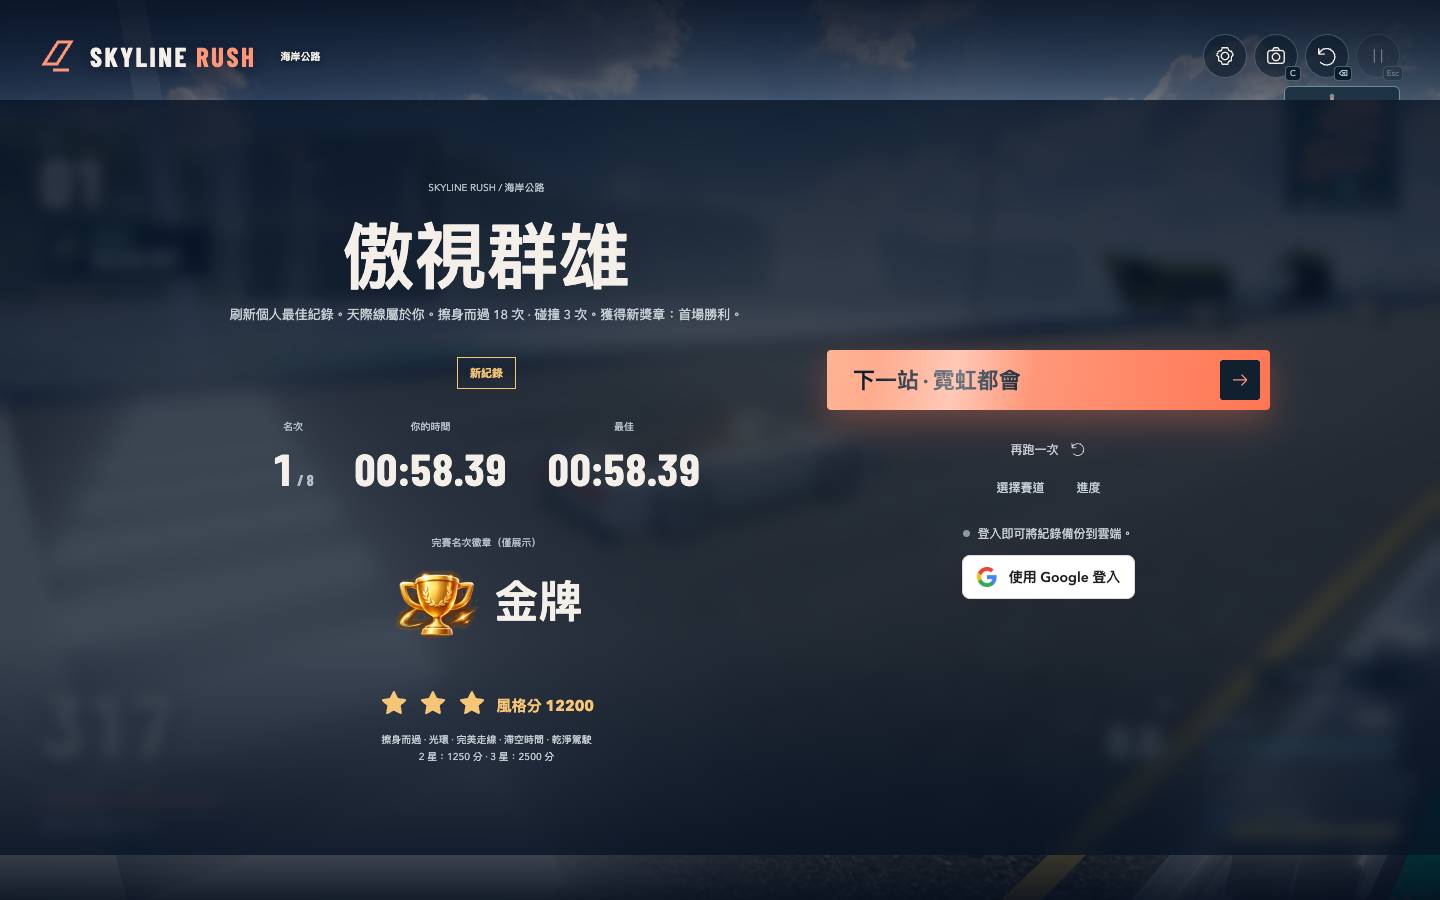 SKYLINE RUSH
海岸公路
C
⌫
Esc
01
SKYLINE RUSH / 海岸公路
傲視群雄
刷新個人最佳紀錄。天際線屬於你。擦身而過 18 次 · 碰撞 3 次。獲得新獎章：首場勝利。
新紀錄
名次
你的時間
最佳
1 / 8
00:58.39
00:58.39
完賽名次徽章（僅展示）
金牌
風格分 12200
擦身而過 · 光環 · 完美走線 · 滯空時間 · 乾淨駕駛
2 星：1250 分 · 3 星：2500 分
下一站 · 霓虹都會
再跑一次
選擇賽道
進度
登入即可將紀錄備份到雲端。
使用 Google 登入
317